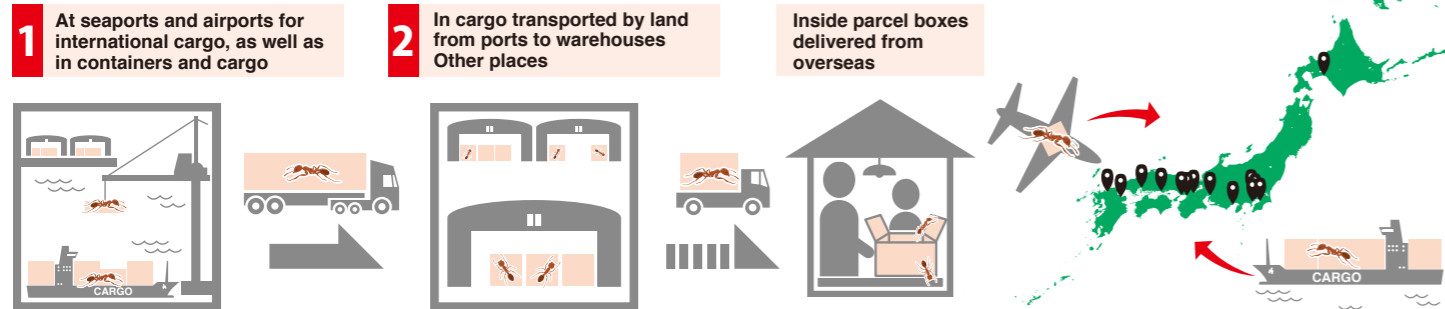 1
At seaports and airports for
international cargo, as well as
in containers and cargo
2
In cargo transported by land
from ports to warehouses
Other places
Inside parcel boxes
delivered from
overseas
CARGO
CARGO